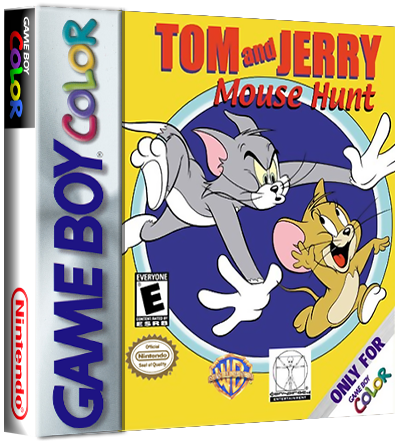 GAME BOY
COLOR
Nintendo
GAME BOY COLOR
TOM and JERRY
Mouse Hunt
EVERYONE
E
CONTENT RATED BY
ESRB
Official
Nintendo
Seal of Quality
WB
ENTERTAINMENT
ONLY FOR
GAME BOY
COLOR